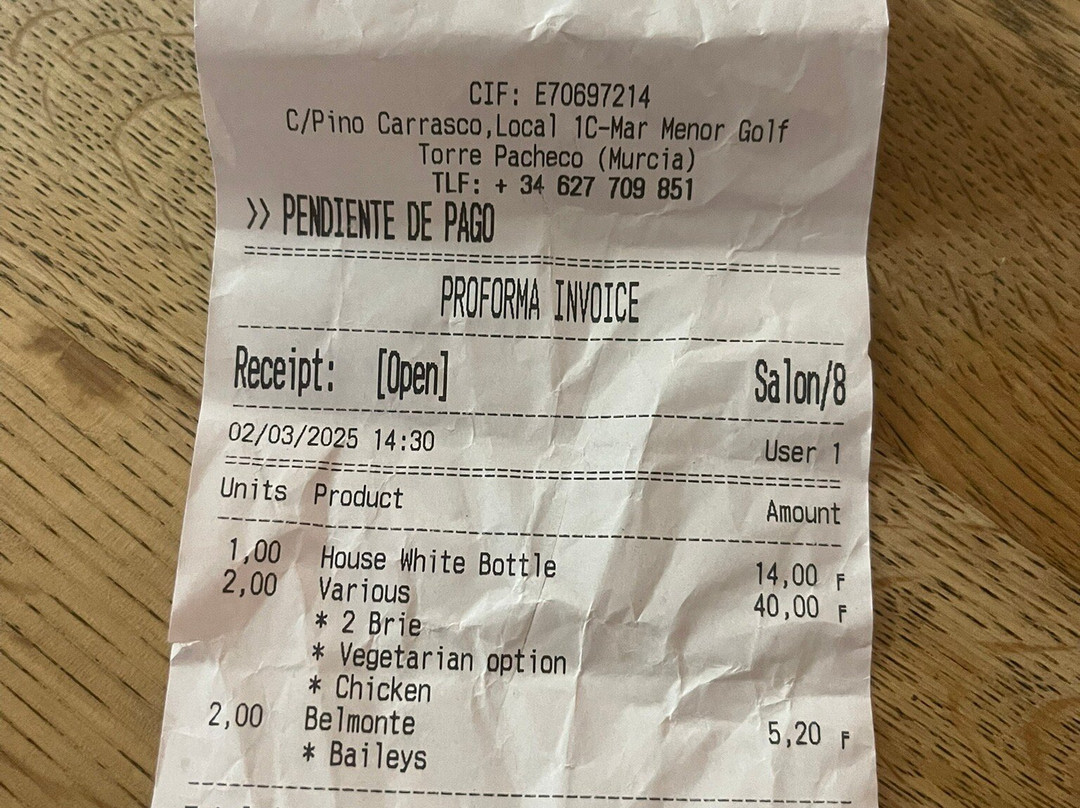 CIF: E70697214
C/Pino Carrasco,Local 1C-Mar Menor Golf
Torre Pacheco (Murcia)
TLF: + 34 627 709 851
>> PENDIENTE DE PAGO
PROFORMA INVOICE
Receipt: [Open] Salon/8
02/03/2025 14:30 User 1
Units Product Amount
1,00 House White Bottle 14,00 F
2,00 Various 40,00 F
* 2 Brie
* Vegetarian option
* Chicken
2,00 Belmonte 5,20 F
* Baileys